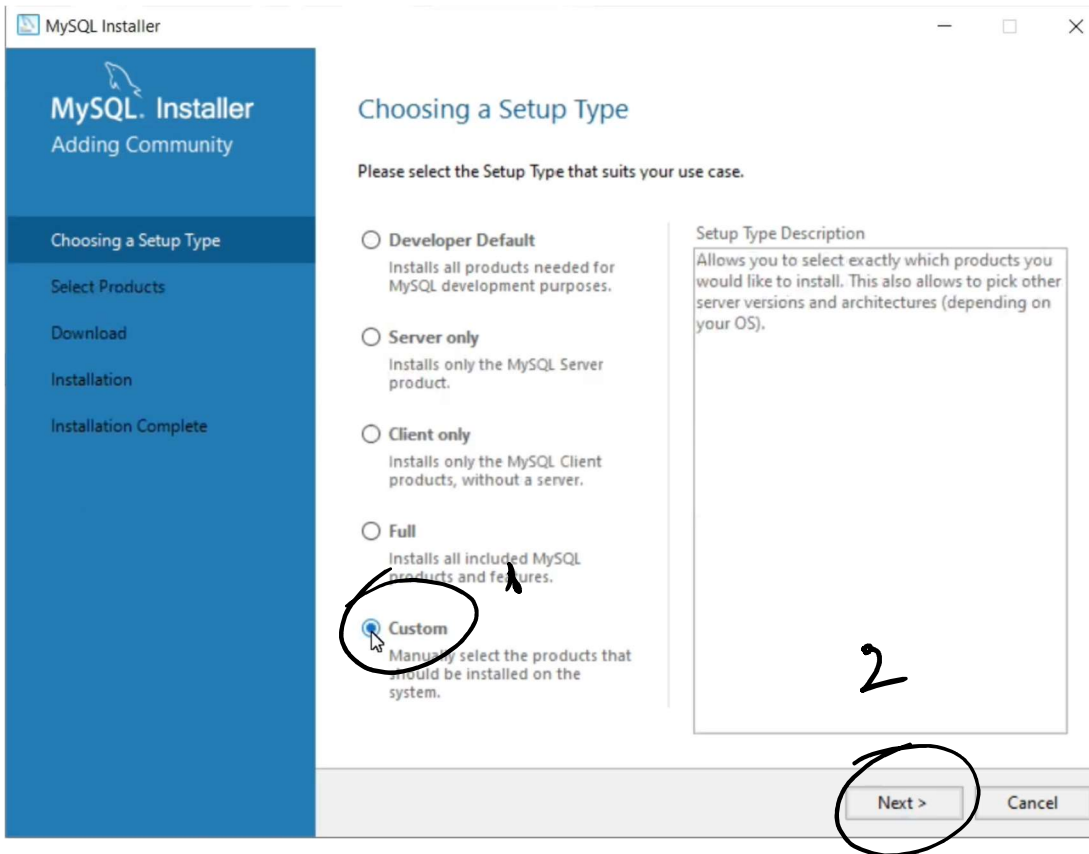 MySQL Installer
MySQL. Installer
Adding Community
Choosing a Setup Type
Select Products
Download
Installation
Installation Complete
Choosing a Setup Type
Please select the Setup Type that suits your use case.
Developer Default
Installs all products needed for
MySQL development purposes.
Server only
Installs only the MySQL Server
product.
Client only
Installs only the MySQL Client
products, without a server.
Full
Installs all included MySQL
products and features.
1
Custom
Manually select the products that
should be installed on the
system.
Setup Type Description
Allows you to select exactly which products you
would like to install. This also allows to pick other
server versions and architectures (depending on
your OS).
2
Next >
Cancel